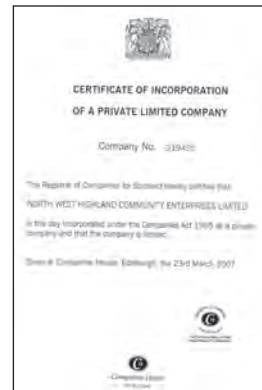 CERTIFICATE OF INCORPORATION
OF A PRIVATE LIMITED COMPANY
Company No.
The Registrar of Companies for Scotland hereby certifies that
NORTH WEST HIGHLAND COMMUNITY ENTERPRISES LIMITED
is this day incorporated under the Companies Act 1985 as a private
company and that the company is limited.
Given at Companies House, Edinburgh, the 23rd March 2007
Companies House